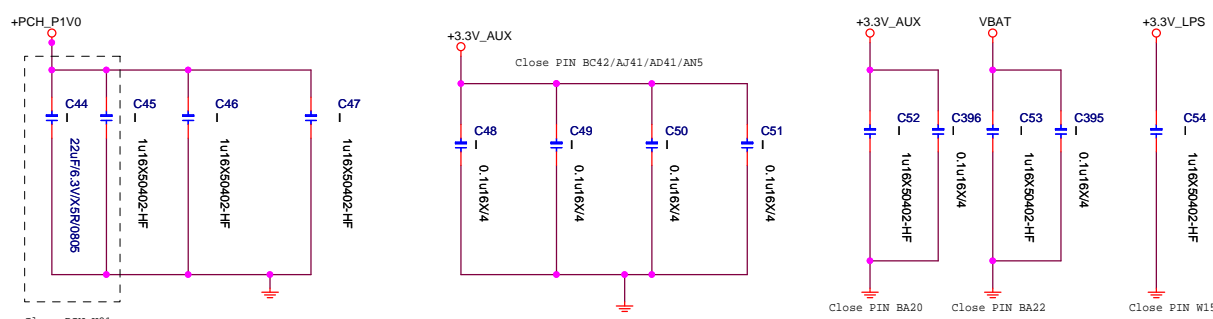 +PCH_P1V0
C44
I
22uF/6.3V/X5R/0805
C45
I
1u16X50402-HF
C46
I
1u16X50402-HF
C47
I
1u16X50402-HF
+3.3V_AUX
Close PIN BC42/AJ41/AD41/AN5
C48
I
0.1u16X/4
C49
I
0.1u16X/4
C50
I
0.1u16X/4
C51
I
0.1u16X/4
+3.3V_AUX
C52
I
1u16X50402-HF
C396
I
0.1u16X/4
Close PIN BA20
VBAT
C53
I
1u16X50402-HF
C395
I
0.1u16X/4
Close PIN BA22
+3.3V_LPS
C54
I
1u16X50402-HF
Close PIN W15